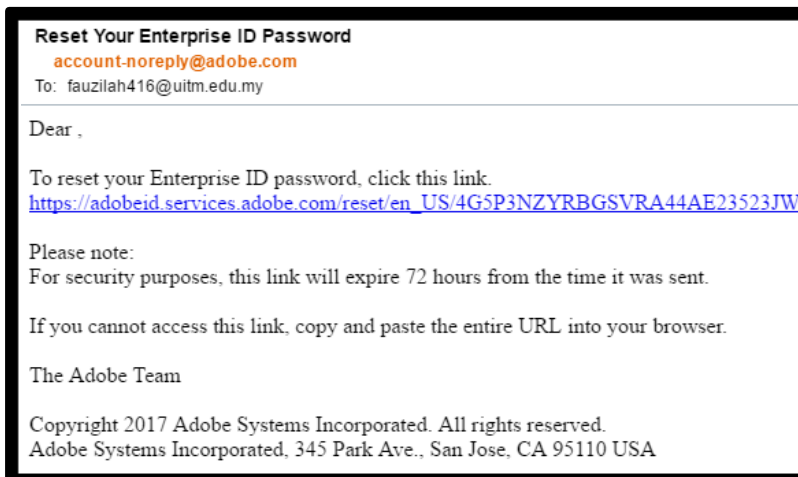 Reset Your Enterprise ID Password
account-noreply@adobe.com
To: fauzilah416@uitm.edu.my
Dear ,
To reset your Enterprise ID password, click this link.
https://adobeid.services.adobe.com/reset/en_US/4G5P3NZYRBGSVRA44AE23523JW
Please note:
For security purposes, this link will expire 72 hours from the time it was sent.
If you cannot access this link, copy and paste the entire URL into your browser.
The Adobe Team
Copyright 2017 Adobe Systems Incorporated. All rights reserved.
Adobe Systems Incorporated, 345 Park Ave., San Jose, CA 95110 USA